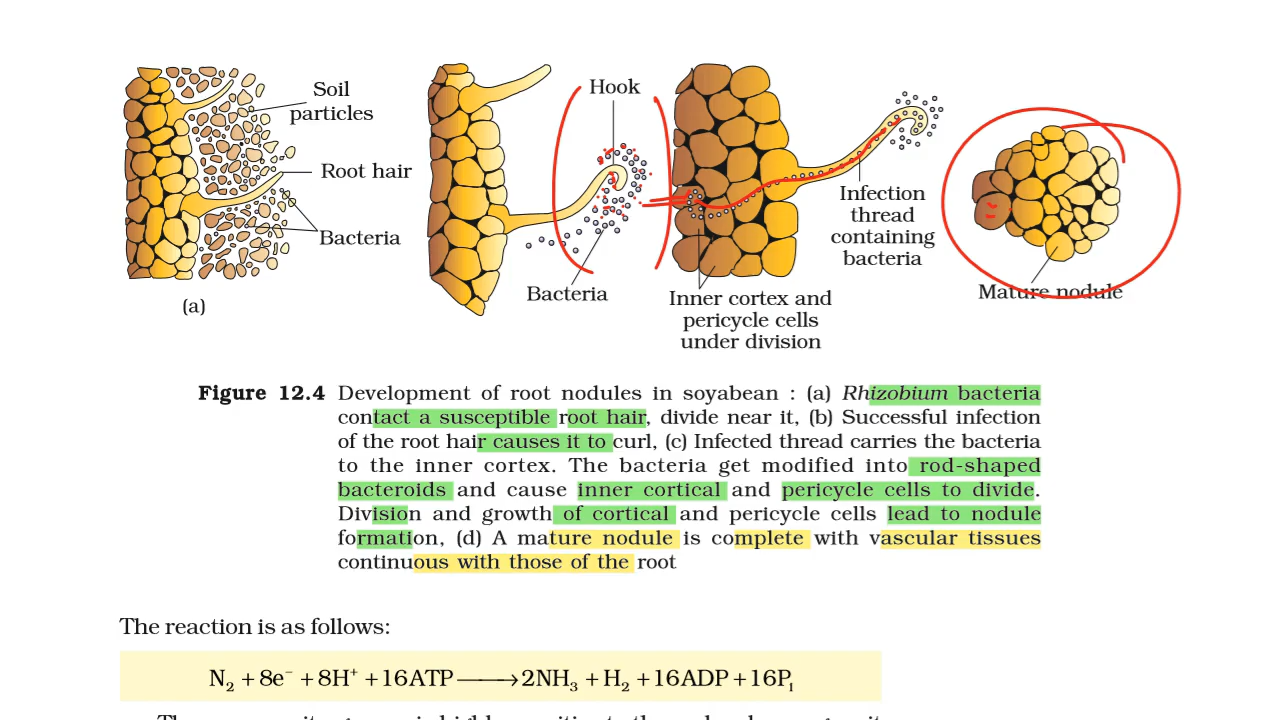 Soil
particles
Root hair
Bacteria
(a)
Hook
Bacteria
Inner cortex and
pericycle cells
under division
Infection
thread
containing
bacteria
Mature nodule
Figure 12.4 Development of root nodules in soyabean : (a) Rhizobium bacteria
contact a susceptible root hair, divide near it, (b) Successful infection
of the root hair causes it to curl, (c) Infected thread carries the bacteria
to the inner cortex. The bacteria get modified into rod-shaped
bacteroids and cause inner cortical and pericycle cells to divide.
Division and growth of cortical and pericycle cells lead to nodule
formation, (d) A mature nodule is complete with vascular tissues
continuous with those of the root
The reaction is as follows:
N₂ + 8e⁻ + 8H⁺ + 16ATP ⟶ 2NH₃ + H₂ + 16ADP + 16Pᵢ